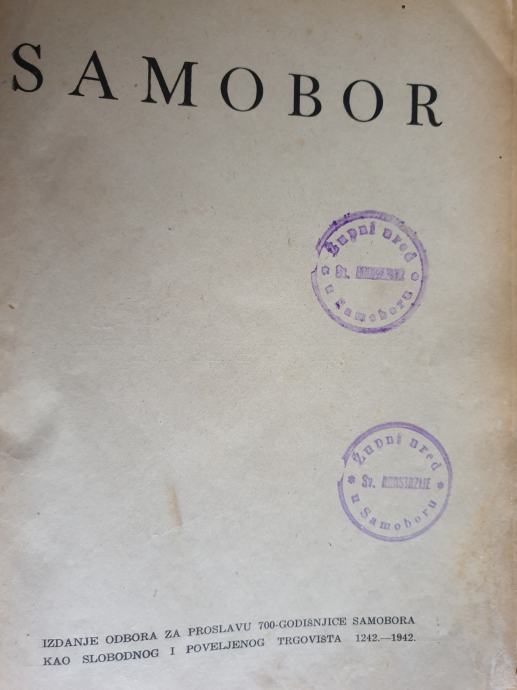 SAMOBOR
Župni ured
Sv.
u Samoboru
Župni ured
Sv. ANASTAZIJE
u Samoboru
IZDANJE ODBORA ZA PROSLAVU 700-GODIŠNJICE SAMOBORA
KAO SLOBODNOG I POVELJENOG TRGOVIŠTA 1242.—1942.